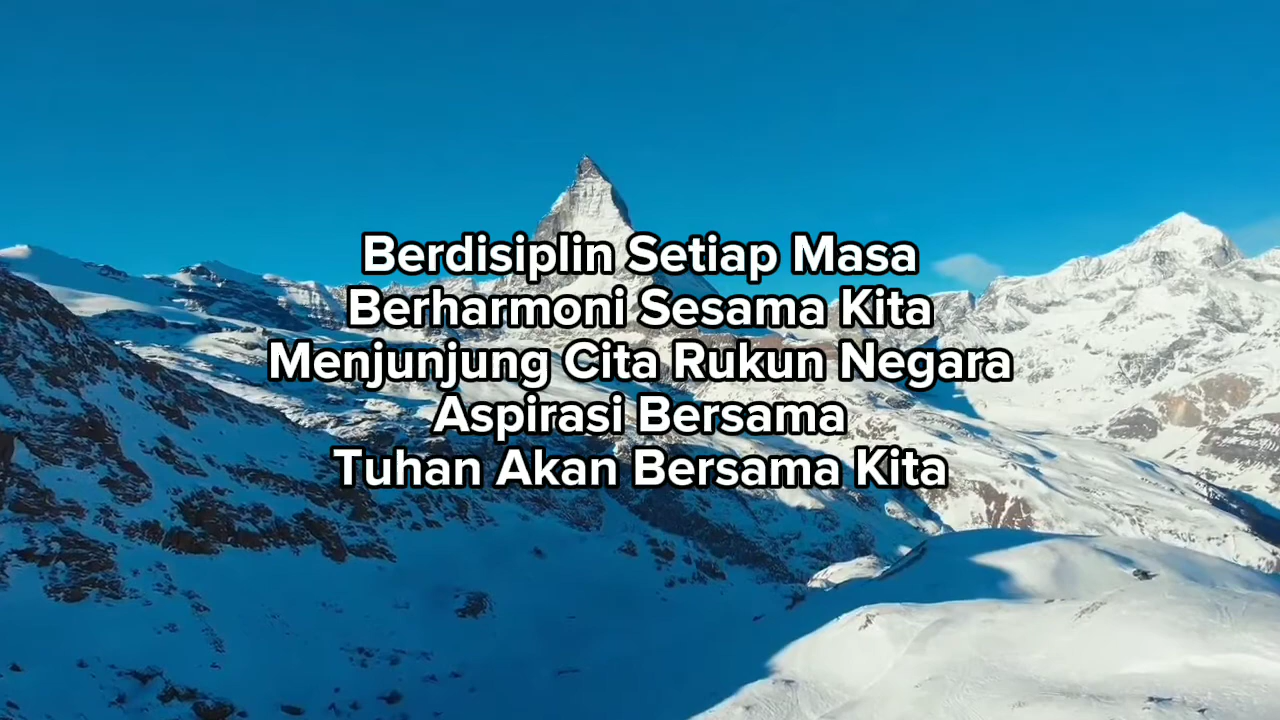 Berdisiplin Setiap Masa
Berharmoni Sesama Kita
Menjunjung Cita Rukun Negara
Aspirasi Bersama
Tuhan Akan Bersama Kita